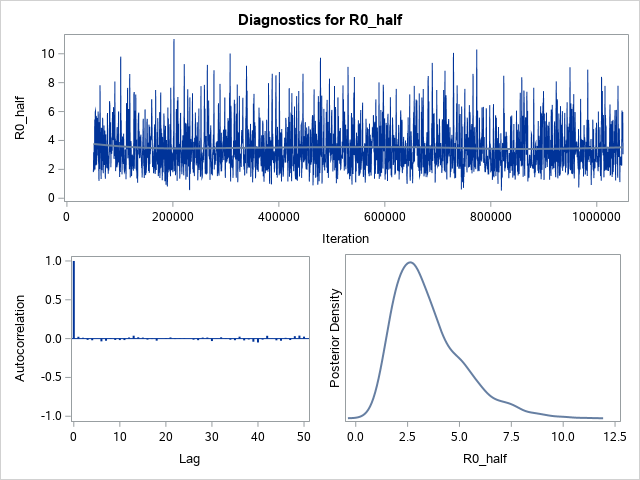 Diagnostics for R0_half
R0_half
10
8
6
4
2
0
0 200000 400000 600000 800000 1000000
Iteration
Autocorrelation
1.0
0.5
0.0
-0.5
-1.0
0 10 20 30 40 50
Lag
Posterior Density
0.0 2.5 5.0 7.5 10.0 12.5
R0_half